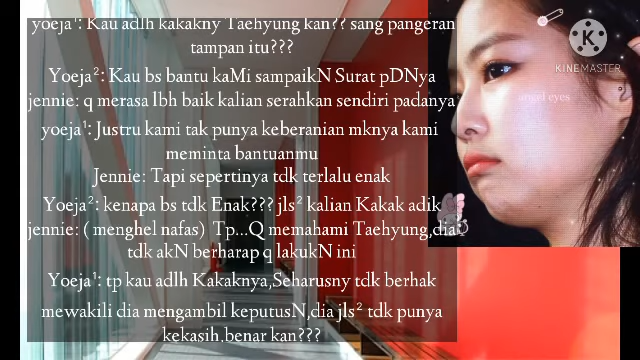 yoeja¹: Kau adlh kakakny Taehyung kan?? sang pangeran
tampan itu???
Yoeja²: Kau bs bantu kaMi sampaikN Surat pDNya
jennie: q merasa lbh baik kalian serahkan sendiri padanya
yoeja¹: Justru kami tak punya keberanian mknya kami
meminta bantuanmu
Jennie: Tapi sepertinya tdk terlalu enak
Yoeja²: kenapa bs tdk Enak??? jls² kalian Kakak adik
jennie: ( menghel nafas) Tp...Q memahami Taehyung,dia
tdk akN berharap q lakukN ini
Yoeja¹: tp kau adlh Kakaknya,Seharusny tdk berhak
mewakili dia mengambil keputusN,dia jls² tdk punya
kekasih,benar kan???
KINEMASTER
angel eyes